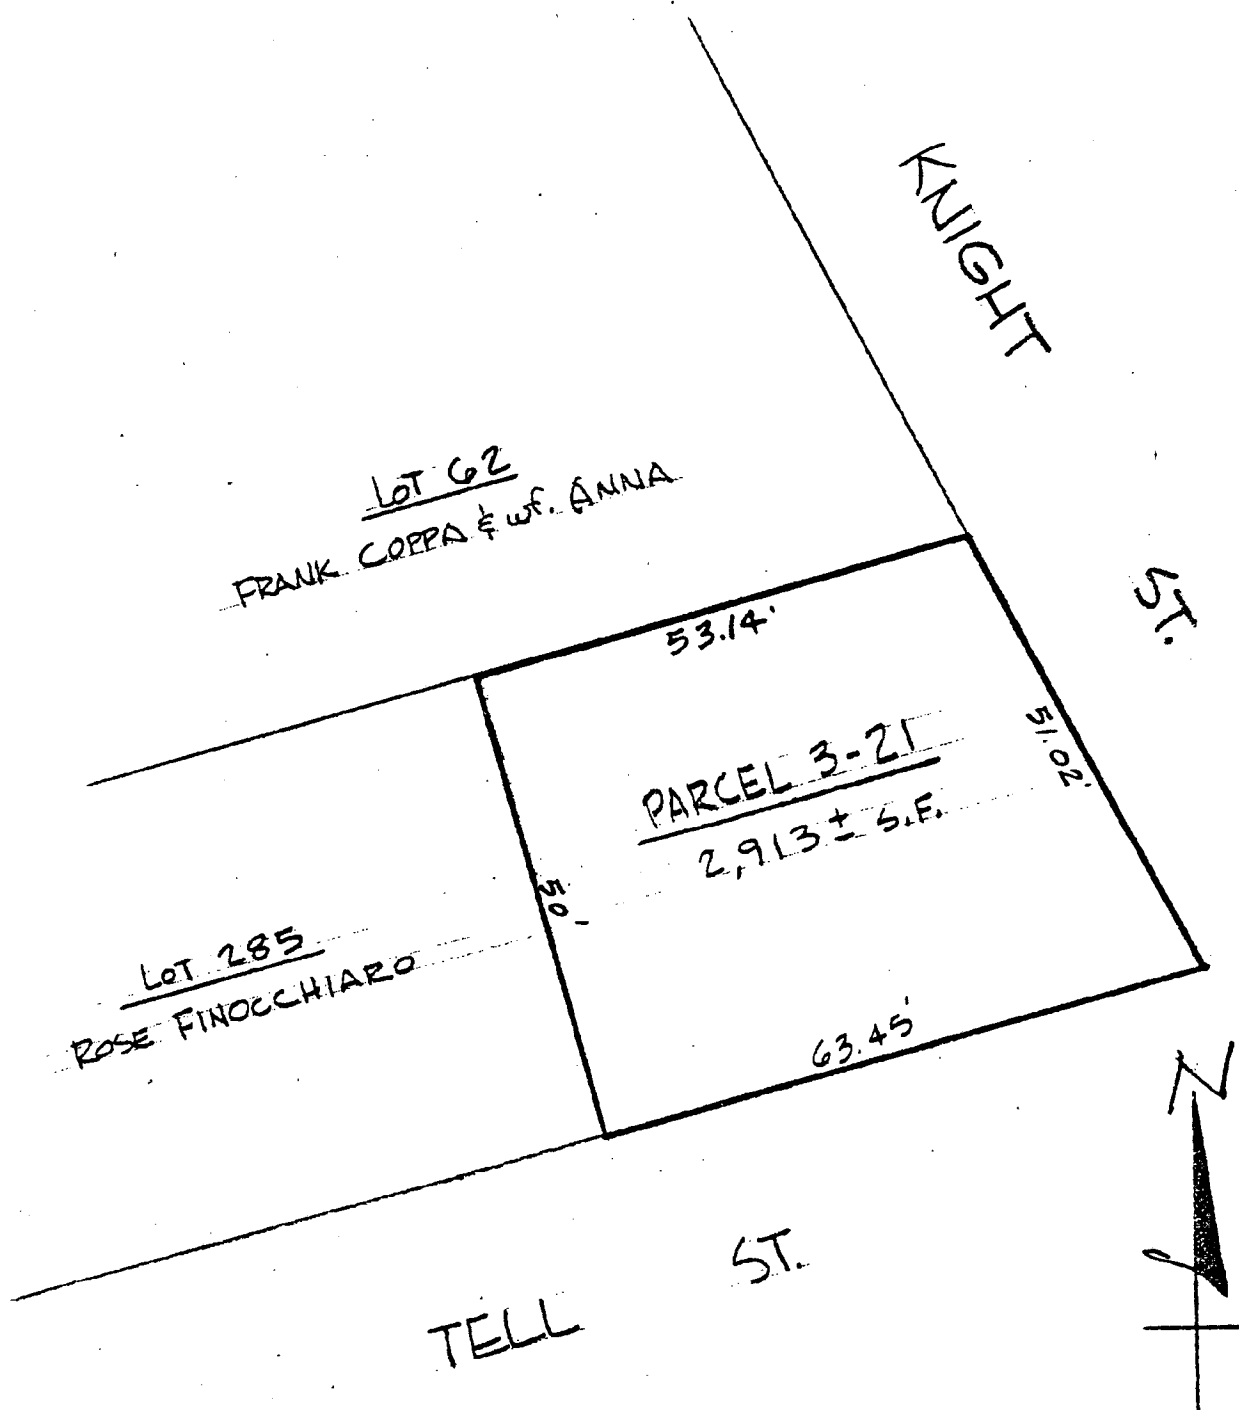 KNIGHT
ST.
LOT 62
FRANK COPPA & wf. ANNA
53.14'
51.02'
PARCEL 3-21
2,913 ± S.F.
50'
LOT 285
ROSE FINOCCHIARO
63.45'
N
TELL ST.